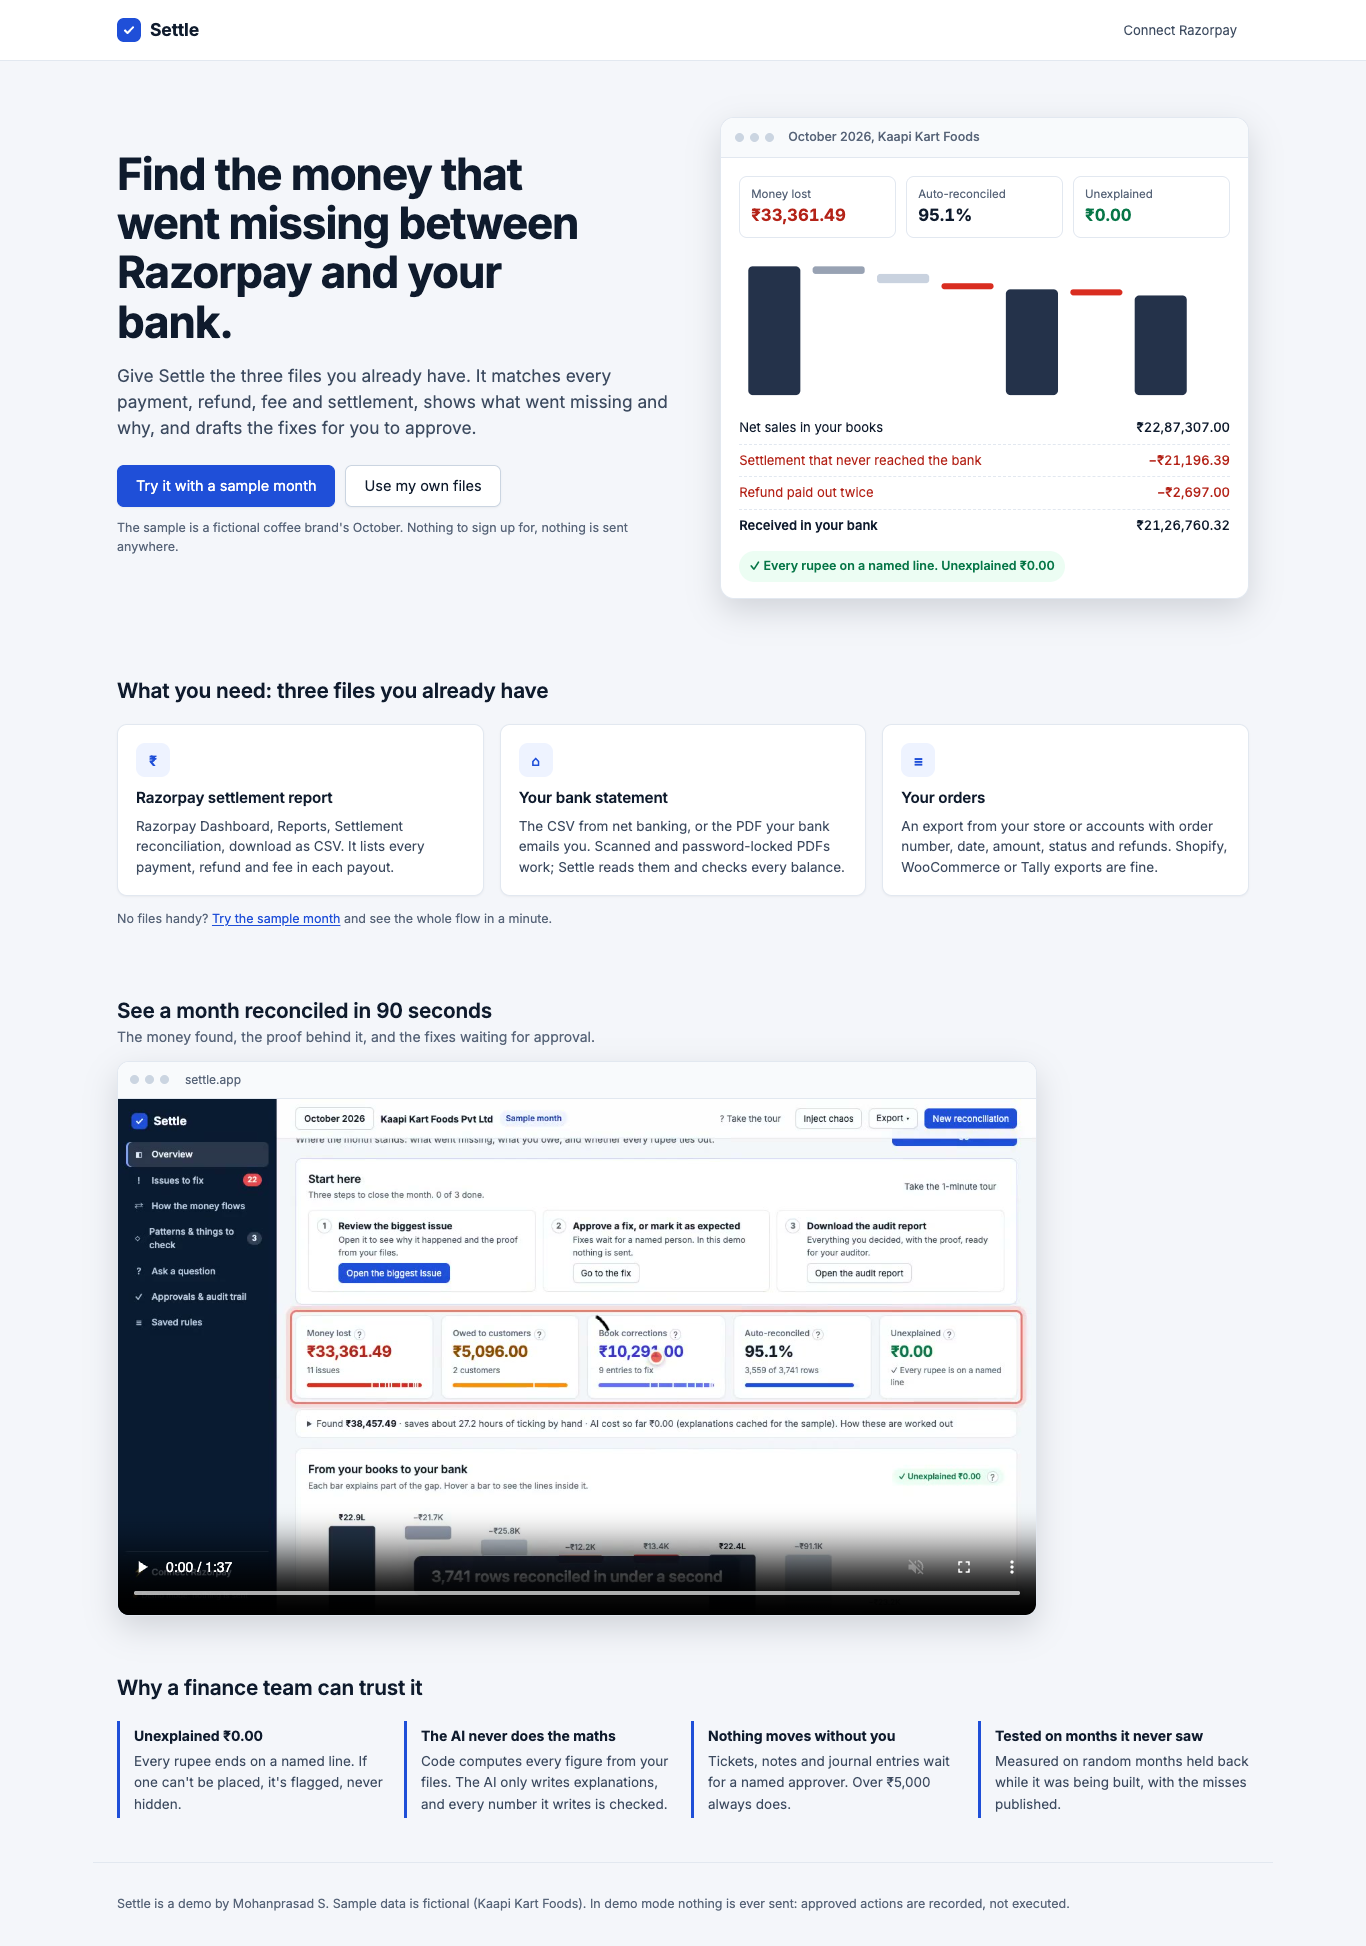 Settle
Connect Razorpay
Find the money that
went missing between
Razorpay and your
bank.
Give Settle the three files you already have. It matches every
payment, refund, fee and settlement, shows what went missing and
why, and drafts the fixes for you to approve.
Try it with a sample month
Use my own files
The sample is a fictional coffee brand's October. Nothing to sign up for, nothing is sent
anywhere.
October 2026, Kaapi Kart Foods
Money lost
₹33,361.49
Auto-reconciled
95.1%
Unexplained
₹0.00
Net sales in your books ₹22,87,307.00
Settlement that never reached the bank −₹21,196.39
Refund paid out twice −₹2,697.00
Received in your bank ₹21,26,760.32
✓ Every rupee on a named line. Unexplained ₹0.00
What you need: three files you already have
₹
Razorpay settlement report
Razorpay Dashboard, Reports, Settlement
reconciliation, download as CSV. It lists every
payment, refund and fee in each payout.
Your bank statement
The CSV from net banking, or the PDF your bank
emails you. Scanned and password-locked PDFs
work; Settle reads them and checks every balance.
Your orders
An export from your store or accounts with order
number, date, amount, status and refunds. Shopify,
WooCommerce or Tally exports are fine.
No files handy? Try the sample month and see the whole flow in a minute.
See a month reconciled in 90 seconds
The money found, the proof behind it, and the fixes waiting for approval.
settle.app
Settle
October 2026
Kaapi Kart Foods Pvt Ltd
Sample month
? Take the tour
Inject chaos
Export
New reconciliation
Where the month stands: what went missing, what you owe, and whether every rupee ties out.
Overview
! Issues to fix 22
How the money flows
Patterns & things to
check
3
? Ask a question
✓ Approvals & audit trail
Saved rules
Start here
Three steps to close the month. 0 of 3 done.
Take the 1-minute tour
1 Review the biggest issue
Open it to see why it happened and the proof
from your files.
Open the biggest issue
2 Approve a fix, or mark it as expected
Fixes wait for a named person. In this demo
nothing is sent.
Go to the fix
3 Download the audit report
Everything you decided, with the proof, ready
for your auditor.
Open the audit report
Money lost ?
₹33,361.49
11 issues
Owed to customers ?
₹5,096.00
2 customers
Book corrections ?
₹10,291.00
9 entries to fix
Auto-reconciled ?
95.1%
3,559 of 3,741 rows
Unexplained ?
₹0.00
✓ Every rupee is on a named
line
Found ₹38,457.49 · saves about 27.2 hours of ticking by hand · AI cost so far ₹0.00 (explanations cached for the sample). How these are worked out
From your books to your bank
Each bar explains part of the gap. Hover a bar to see the lines inside it.
✓ Unexplained ₹0.00 ?
₹22.9L
−₹21.7K
−₹25.8K
−₹12.2K
₹13.4K
₹22.4L
−₹91.1K
3,741 rows reconciled in under a second
Connect Razorpay
0:00 / 1:37
Why a finance team can trust it
Unexplained ₹0.00
Every rupee ends on a named line. If
one can't be placed, it's flagged, never
hidden.
The AI never does the maths
Code computes every figure from your
files. The AI only writes explanations,
and every number it writes is checked.
Nothing moves without you
Tickets, notes and journal entries wait
for a named approver. Over ₹5,000
always does.
Tested on months it never saw
Measured on random months held back
while it was being built, with the misses
published.
Settle is a demo by Mohanprasad S. Sample data is fictional (Kaapi Kart Foods). In demo mode nothing is ever sent: approved actions are recorded, not executed.